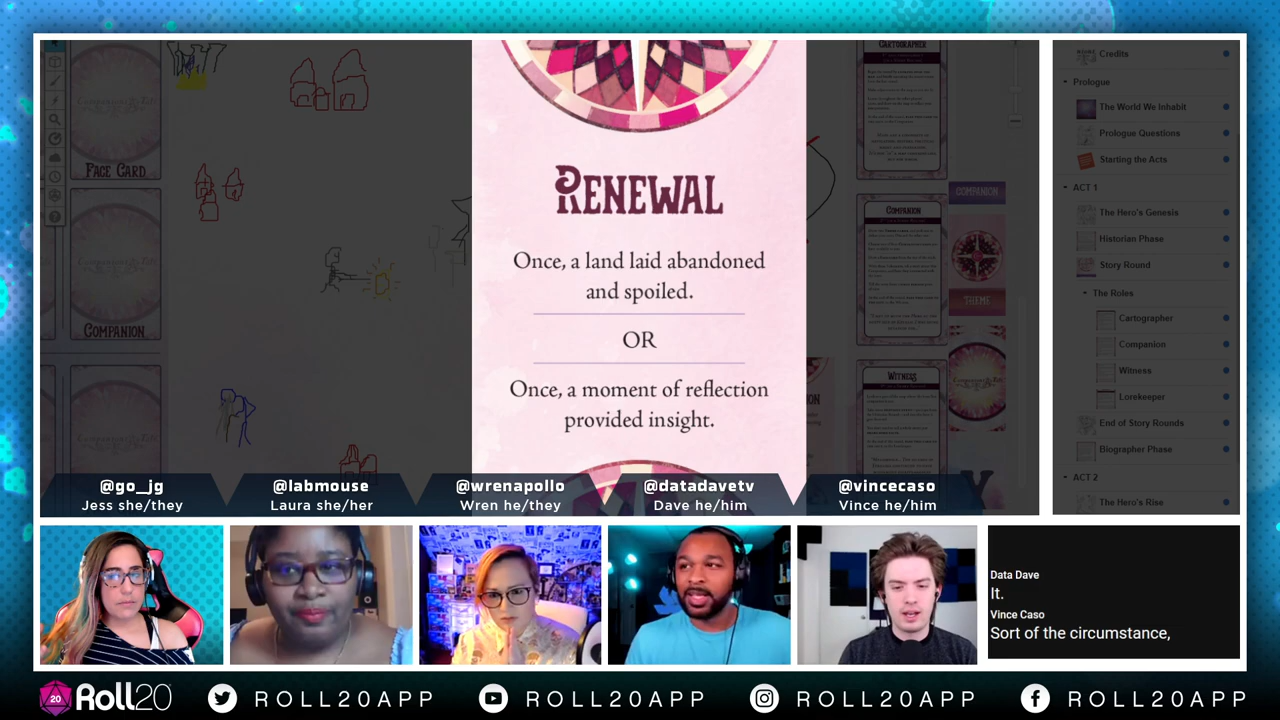 FACE CARD
COMPANION
RENEWAL
Once, a land laid abandoned
and spoiled.
OR
Once, a moment of reflection
provided insight.
CARTOGRAPHER
COMPANION
WITNESS
COMPANION
THEME
Credits
Prologue
The World We Inhabit
Prologue Questions
Starting the Acts
ACT 1
The Hero's Genesis
Historian Phase
Story Round
The Roles
Cartographer
Companion
Witness
Lorekeeper
End of Story Rounds
Biographer Phase
ACT 2
The Hero's Rise
@go_jg
Jess she/they
@labmouse
Laura she/her
@wrenapollo
Wren he/they
@datadavetv
Dave he/him
@vincecaso
Vince he/him
Data Dave
It.
Vince Caso
Sort of the circumstance,
20
Roll20
ROLL20APP
ROLL20APP
ROLL20APP
ROLL20APP